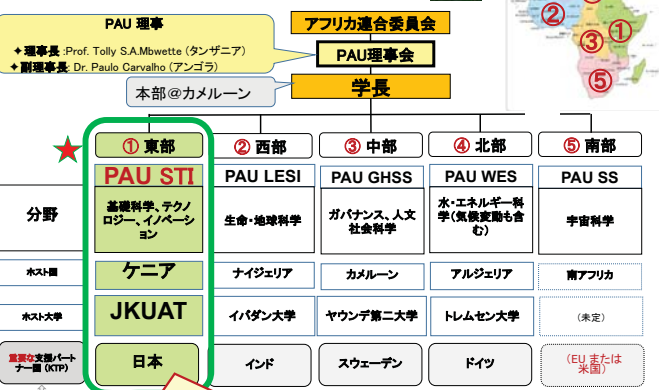 PAU 理事
✦理事長 :Prof. Tolly S.A.Mbwette (タンザニア)
✦副理事長: Dr. Paulo Carvalho (アンゴラ)
アフリカ連合委員会
PAU理事会
学長
本部@カメルーン
②
①
③
⑤
① 東部
② 西部
③ 中部
④ 北部
⑤ 南部
PAU STI
PAU LESI
PAU GHSS
PAU WES
PAU SS
分野
基礎科学、テクノ
ロジー、イノベーシ
ョン
生命・地球科学
ガバナンス、人文
社会科学
水・エネルギー科
学(気候変動も含
む)
宇宙科学
ホスト国
ケニア
ナイジェリア
カメルーン
アルジェリア
南アフリカ
ホスト大学
JKUAT
イバダン大学
ヤウンデ第二大学
トレムセン大学
(未定)
重要な支援パート
ナー国 (KTP)
日本
インド
スウェーデン
ドイツ
(EU または
米国)